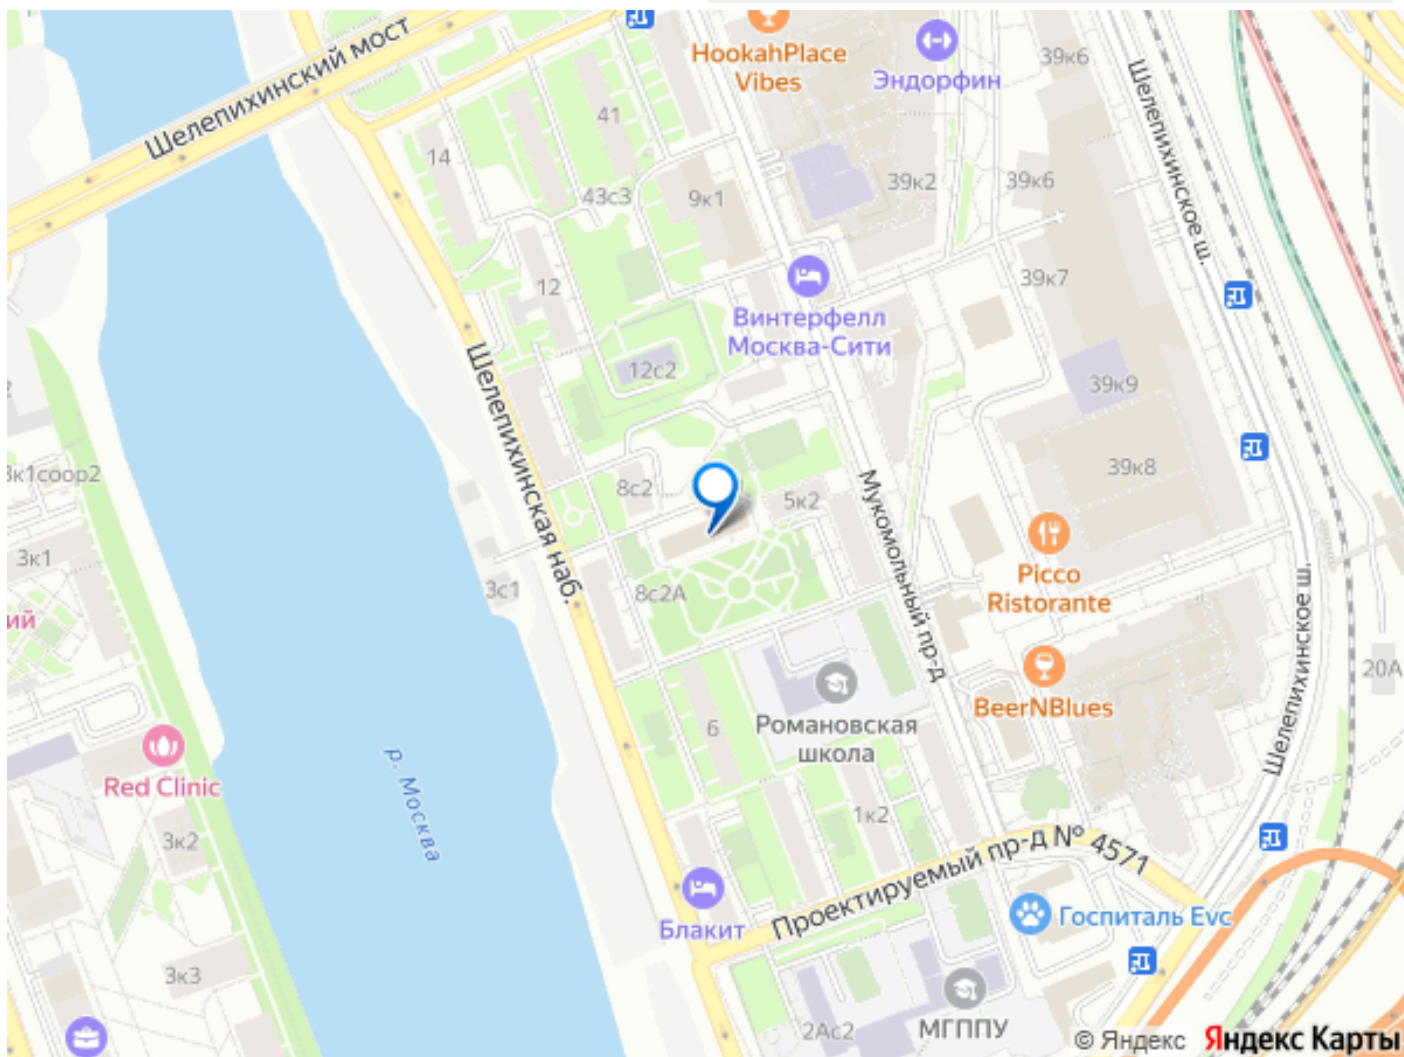 Шелепихинский мост
HookahPlace
Vibes
Эндорфин
39к6
Шелепихинское ш.
41
14
43с3
9к1
39к2
39к6
12
39к7
Винтерфелл
Москва-Сити
12с2
39к9
Шелепихинская наб.
39к8
8с2
5к2
Мукомольный пр-д
3к1
3с1
8с2А
Picco
Ristorante
Шелепихинское ш.
ий
20А
BeerNBlues
Романовская
школа
6
р. Москва
Red Clinic
3к2
1к2
Проектируемый пр-д № 4571
Блакит
Госпиталь Evc
3к3
2Ас2
МГППУ
© Яндекс Яндекс Карты